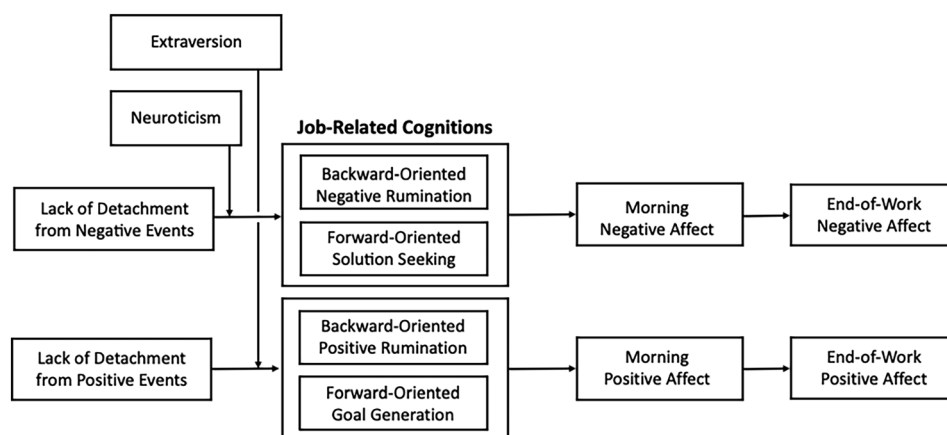 Extraversion
Neuroticism
Job-Related Cognitions
Backward-Oriented
Negative Rumination
Lack of Detachment
from Negative Events
Forward-Oriented
Solution Seeking
Morning
Negative Affect
End-of-Work
Negative Affect
Backward-Oriented
Positive Rumination
Lack of Detachment
from Positive Events
Forward-Oriented
Goal Generation
Morning
Positive Affect
End-of-Work
Positive Affect